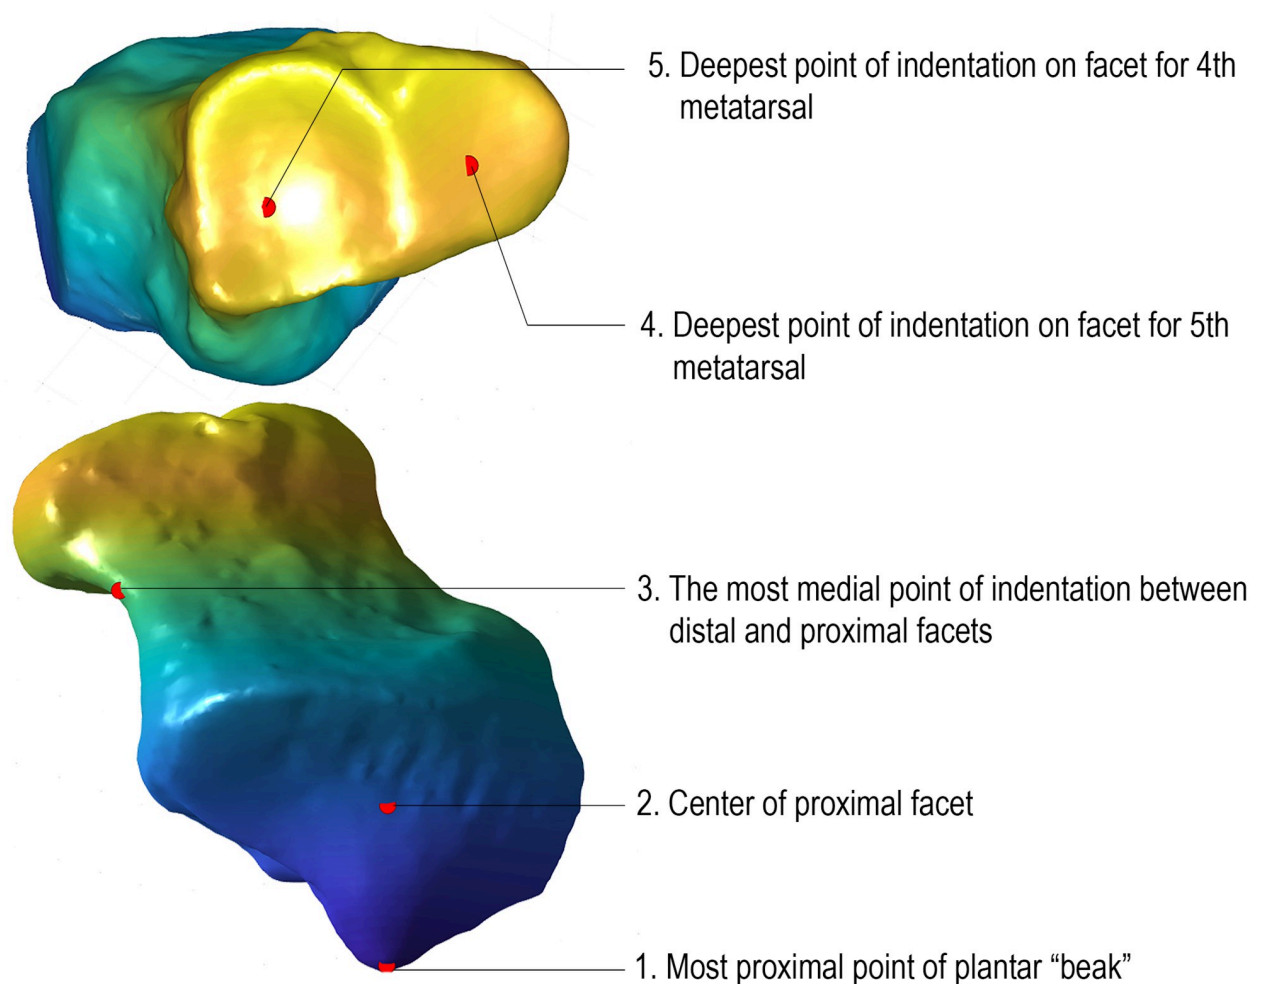 5. Deepest point of indentation on facet for 4th
metatarsal
4. Deepest point of indentation on facet for 5th
metatarsal
3. The most medial point of indentation between
distal and proximal facets
2. Center of proximal facet
1. Most proximal point of plantar “beak”